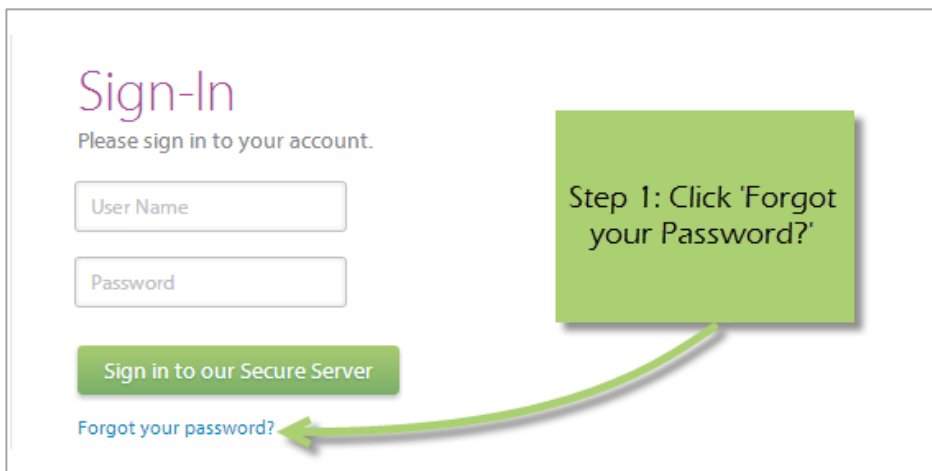 Sign-In
Please sign in to your account.
User Name
Password
Sign in to our Secure Server
Forgot your password?
Step 1: Click 'Forgot
your Password?'